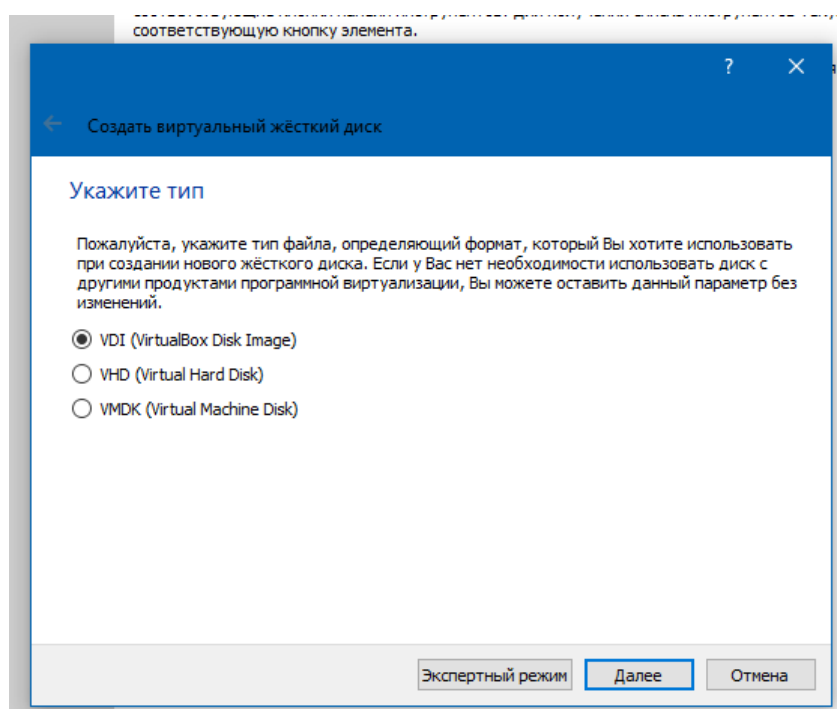 соответствующую кнопку элемента.
?
Создать виртуальный жёсткий диск
Укажите тип
Пожалуйста, укажите тип файла, определяющий формат, который Вы хотите использовать
при создании нового жёсткого диска. Если у Вас нет необходимости использовать диск с
другими продуктами программной виртуализации, Вы можете оставить данный параметр без
изменений.
VDI (VirtualBox Disk Image)
VHD (Virtual Hard Disk)
VMDK (Virtual Machine Disk)
Экспертный режим
Далее
Отмена